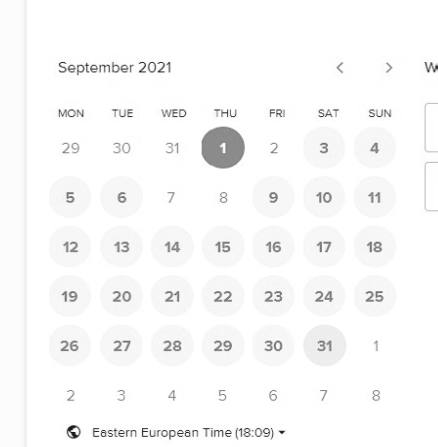 September 2021 < > W
MON TUE WED THU FRI SAT SUN
29 30 31 1 2 3 4
5 6 7 8 9 10 11
12 13 14 15 16 17 18
19 20 21 22 23 24 25
26 27 28 29 30 31 1
2 3 4 5 6 7 8
Eastern European Time (18:09)